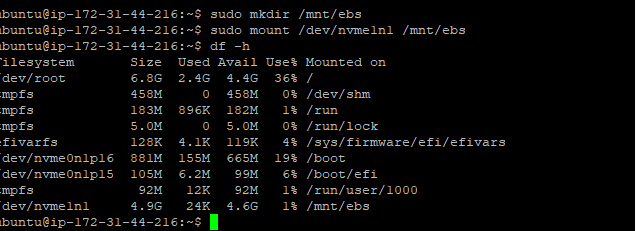 ubuntu@ip-172-31-44-216:~$ sudo mkdir /mnt/ebs
ubuntu@ip-172-31-44-216:~$ sudo mount /dev/nvme1n1 /mnt/ebs
ubuntu@ip-172-31-44-216:~$ df -h
Filesystem Size Used Avail Use% Mounted on
/dev/root 6.8G 2.4G 4.4G 36% /
tmpfs 458M 0 458M 0% /dev/shm
tmpfs 183M 896K 182M 1% /run
tmpfs 5.0M 0 5.0M 0% /run/lock
efivarfs 128K 4.1K 119K 4% /sys/firmware/efi/efivars
/dev/nvme0n1p16 881M 155M 665M 19% /boot
/dev/nvme0n1p15 105M 6.2M 99M 6% /boot/efi
tmpfs 92M 12K 92M 1% /run/user/1000
/dev/nvme1n1 4.9G 24K 4.6G 1% /mnt/ebs
ubuntu@ip-172-31-44-216:~$